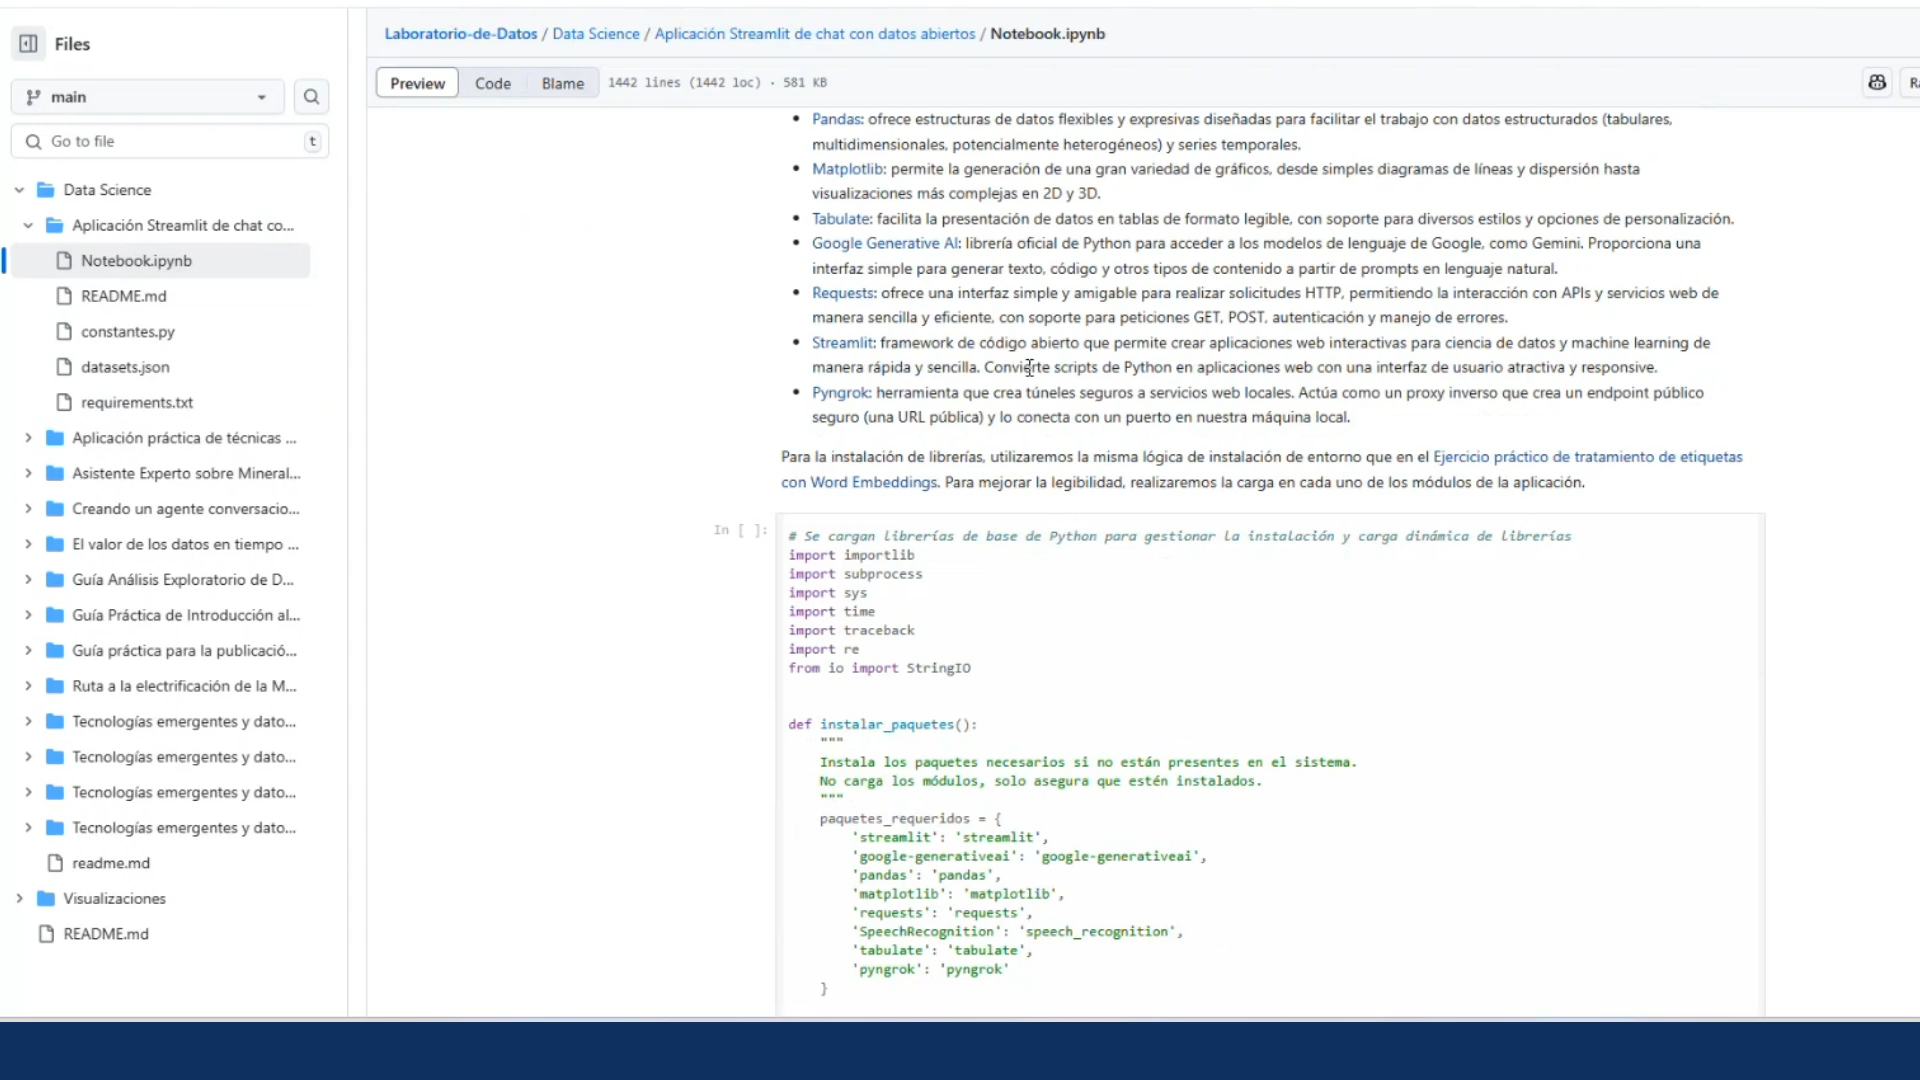 Files
main
Go to file
t
Data Science
Aplicación Streamlit de chat co...
Notebook.ipynb
README.md
constantes.py
datasets.json
requirements.txt
Aplicación práctica de técnicas ...
Asistente Experto sobre Mineral...
Creando un agente conversacio...
El valor de los datos en tiempo ...
Guía Análisis Exploratorio de D...
Guía Práctica de Introducción al...
Guía práctica para la publicació...
Ruta a la electrificación de la M...
Tecnologías emergentes y dato...
Tecnologías emergentes y dato...
Tecnologías emergentes y dato...
Tecnologías emergentes y dato...
readme.md
Visualizaciones
README.md
Laboratorio-de-Datos / Data Science / Aplicación Streamlit de chat con datos abiertos / Notebook.ipynb
Preview Code Blame 1442 lines (1442 loc) · 581 KB
Ra
• Pandas: ofrece estructuras de datos flexibles y expresivas diseñadas para facilitar el trabajo con datos estructurados (tabulares,
multidimensionales, potencialmente heterogéneos) y series temporales.
• Matplotlib: permite la generación de una gran variedad de gráficos, desde simples diagramas de líneas y dispersión hasta
visualizaciones más complejas en 2D y 3D.
• Tabulate: facilita la presentación de datos en tablas de formato legible, con soporte para diversos estilos y opciones de personalización.
• Google Generative AI: librería oficial de Python para acceder a los modelos de lenguaje de Google, como Gemini. Proporciona una
interfaz simple para generar texto, código y otros tipos de contenido a partir de prompts en lenguaje natural.
• Requests: ofrece una interfaz simple y amigable para realizar solicitudes HTTP, permitiendo la interacción con APIs y servicios web de
manera sencilla y eficiente, con soporte para peticiones GET, POST, autenticación y manejo de errores.
• Streamlit: framework de código abierto que permite crear aplicaciones web interactivas para ciencia de datos y machine learning de
manera rápida y sencilla. Convierte scripts de Python en aplicaciones web con una interfaz de usuario atractiva y responsive.
• Pyngrok: herramienta que crea túneles seguros a servicios web locales. Actúa como un proxy inverso que crea un endpoint público
seguro (una URL pública) y lo conecta con un puerto en nuestra máquina local.
Para la instalación de librerías, utilizaremos la misma lógica de instalación de entorno que en el Ejercicio práctico de tratamiento de etiquetas
con Word Embeddings. Para mejorar la legibilidad, realizaremos la carga en cada uno de los módulos de la aplicación.
In [ ]:
# Se cargan librerías de base de Python para gestionar la instalación y carga dinámica de librerías
import importlib
import subprocess
import sys
import time
import traceback
import re
from io import StringIO
def instalar_paquetes():
"""
Instala los paquetes necesarios si no están presentes en el sistema.
No carga los módulos, solo asegura que estén instalados.
"""
paquetes_requeridos = {
'streamlit': 'streamlit',
'google-generativeai': 'google-generativeai',
'pandas': 'pandas',
'matplotlib': 'matplotlib',
'requests': 'requests',
'SpeechRecognition': 'speech_recognition',
'tabulate': 'tabulate',
'pyngrok': 'pyngrok'
}